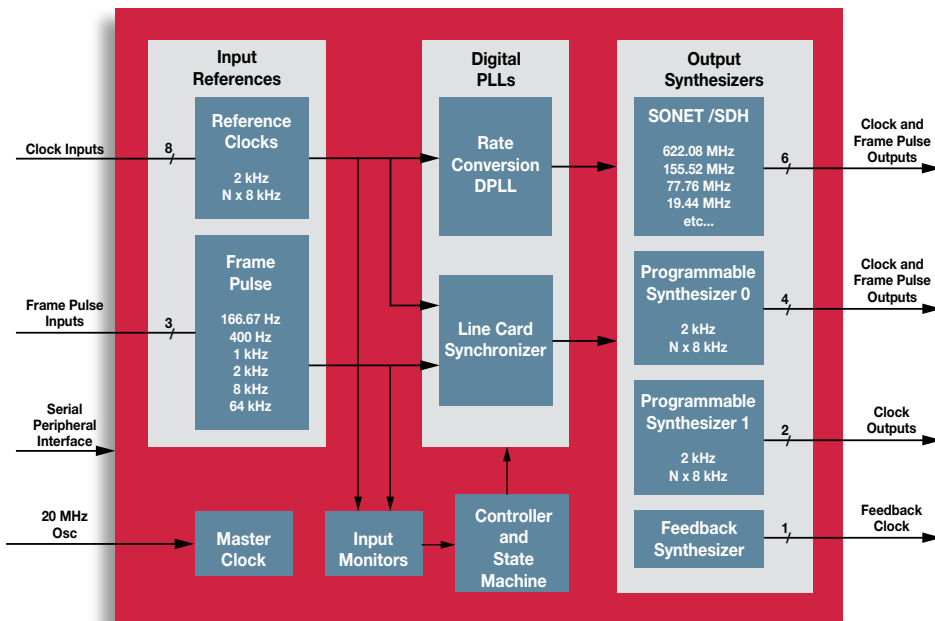 Input
References
Digital
PLLs
Output
Synthesizers
Clock Inputs
8
Reference
Clocks
2 kHz
N x 8 kHz
Rate
Conversion
DPLL
SONET /SDH
622.08 MHz
155.52 MHz
77.76 MHz
19.44 MHz
etc...
6
Clock and
Frame Pulse
Outputs
Frame Pulse
Inputs
3
Frame
Pulse
166.67 Hz
400 Hz
1 kHz
2 kHz
8 kHz
64 kHz
Line Card
Synchronizer
Programmable
Synthesizer 0
2 kHz
N x 8 kHz
4
Clock and
Frame Pulse
Outputs
Serial
Peripheral
Interface
Programmable
Synthesizer 1
2 kHz
N x 8 kHz
2
Clock
Outputs
20 MHz
Osc
Master
Clock
Input
Monitors
Controller
and
State
Machine
Feedback
Synthesizer
1
Feedback
Clock